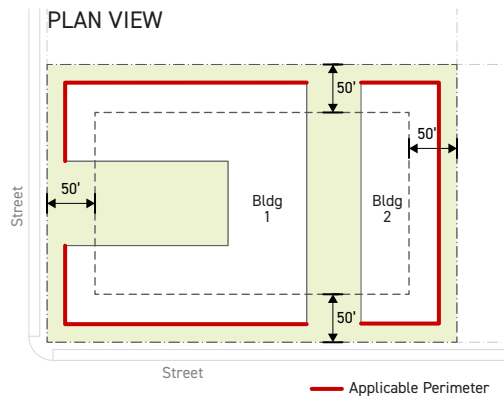 PLAN VIEW
50'
50'
50'
Bldg
1
Bldg
2
Street
50'
Street
Applicable Perimeter